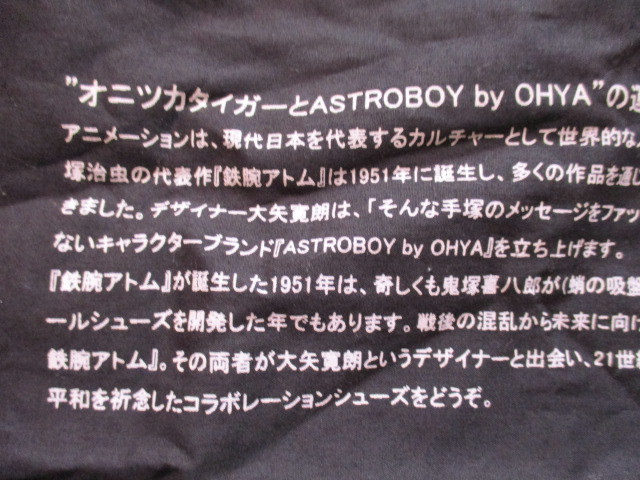 ”オニツカタイガーとASTROBOY by OHYA”の運
アニメーションは、現代日本を代表するカルチャーとして世界的な人
塚治虫の代表作『鉄腕アトム』は1951年に誕生し、多くの作品を通じ
きました。デザイナー大矢寛朗は、「そんな手塚のメッセージをファッ
ないキャラクターブランド『ASTROBOY by OHYA』を立ち上げます。
『鉄腕アトム』が誕生した1951年は、奇しくも鬼塚喜八郎が(蛸の吸盤
ールシューズを開発した年でもあります。戦後の混乱から未来に向け
鉄腕アトム』。その両者が大矢寛朗というデザイナーと出会い、21世紀
平和を祈念したコラボレーションシューズをどうぞ。